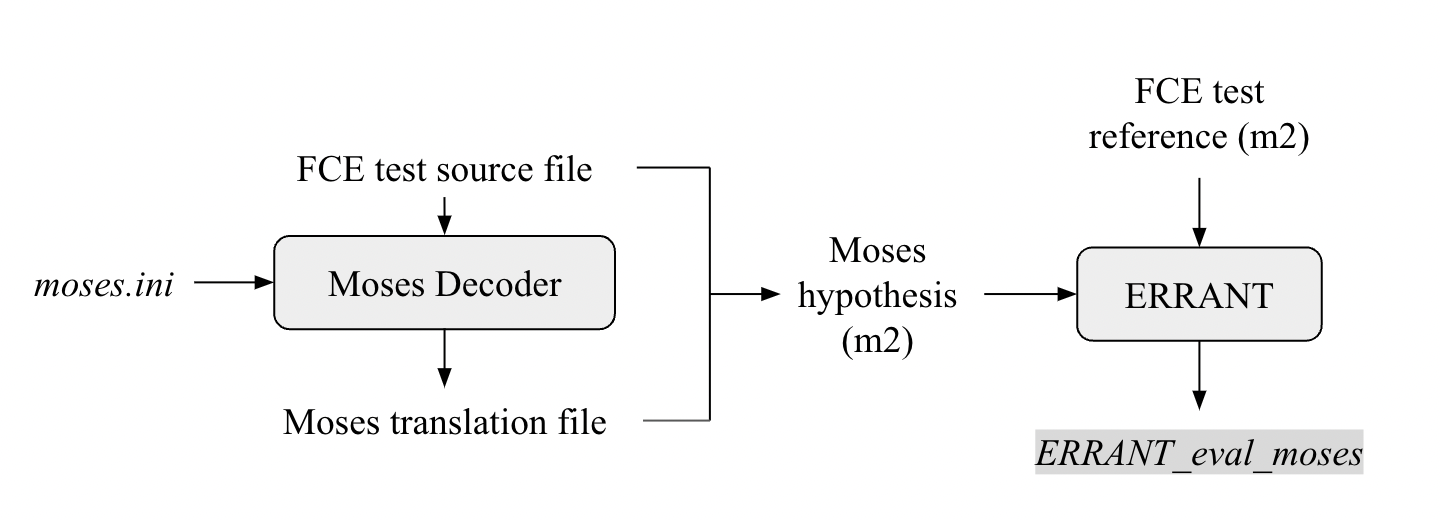 FCE test source file
moses.ini
Moses Decoder
Moses translation file
Moses
hypothesis
(m2)
FCE test
reference (m2)
ERRANT
ERRANT_eval_moses